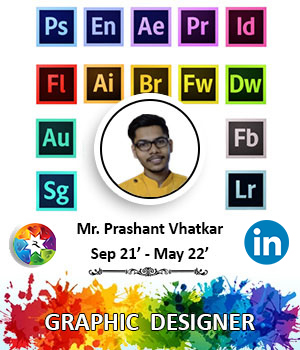 Ps En Ae Pr Id
Fl Ai Br Fw Dw
Au Fb
Sg Lr
Mr. Prashant Vhatkar
in
Sep 21’ - May 22’
GRAPHIC DESIGNER